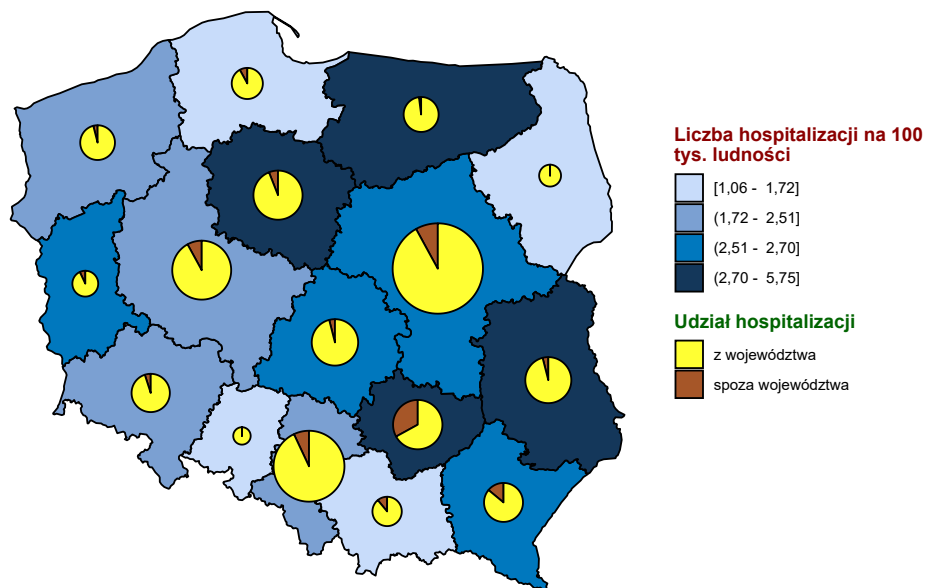 Liczba hospitalizacji na 100
tys. ludności
[1,06 - 1,72]
(1,72 - 2,51]
(2,51 - 2,70]
(2,70 - 5,75]
Udział hospitalizacji
z województwa
spoza województwa